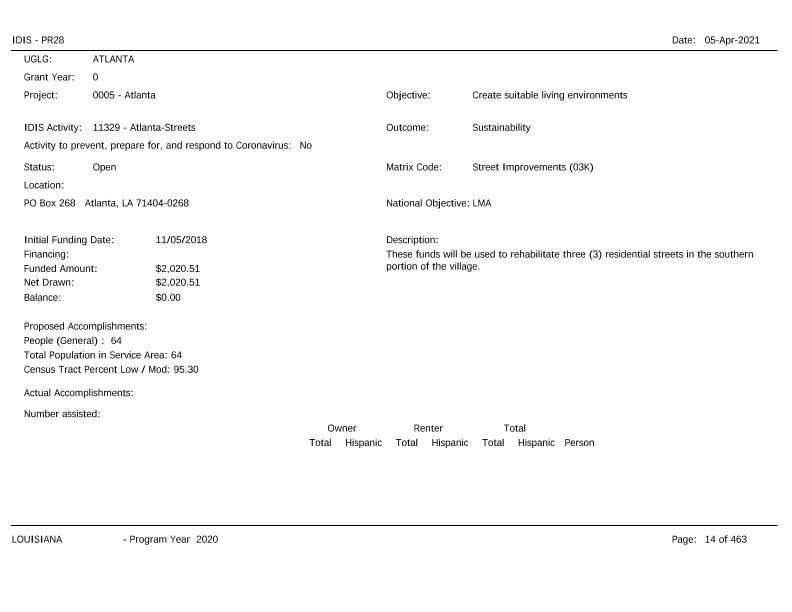 IDIS - PR28 Date: 05-Apr-2021
UGLG: ATLANTA
Grant Year: 0
Project: 0005 - Atlanta Objective: Create suitable living environments
IDIS Activity: 11329 - Atlanta-Streets Outcome: Sustainability
Activity to prevent, prepare for, and respond to Coronavirus: No
Status: Open Matrix Code: Street Improvements (03K)
Location:
PO Box 268 Atlanta, LA 71404-0268 National Objective: LMA
Initial Funding Date: 11/05/2018 Description:
Financing: These funds will be used to rehabilitate three (3) residential streets in the southern
Funded Amount: $2,020.51 portion of the village.
Net Drawn: $2,020.51
Balance: $0.00
Proposed Accomplishments:
People (General) : 64
Total Population in Service Area: 64
Census Tract Percent Low / Mod: 95.30
Actual Accomplishments:
Number assisted:
Owner Renter Total
Total Hispanic Total Hispanic Total Hispanic Person
LOUISIANA - Program Year 2020 Page: 14 of 463